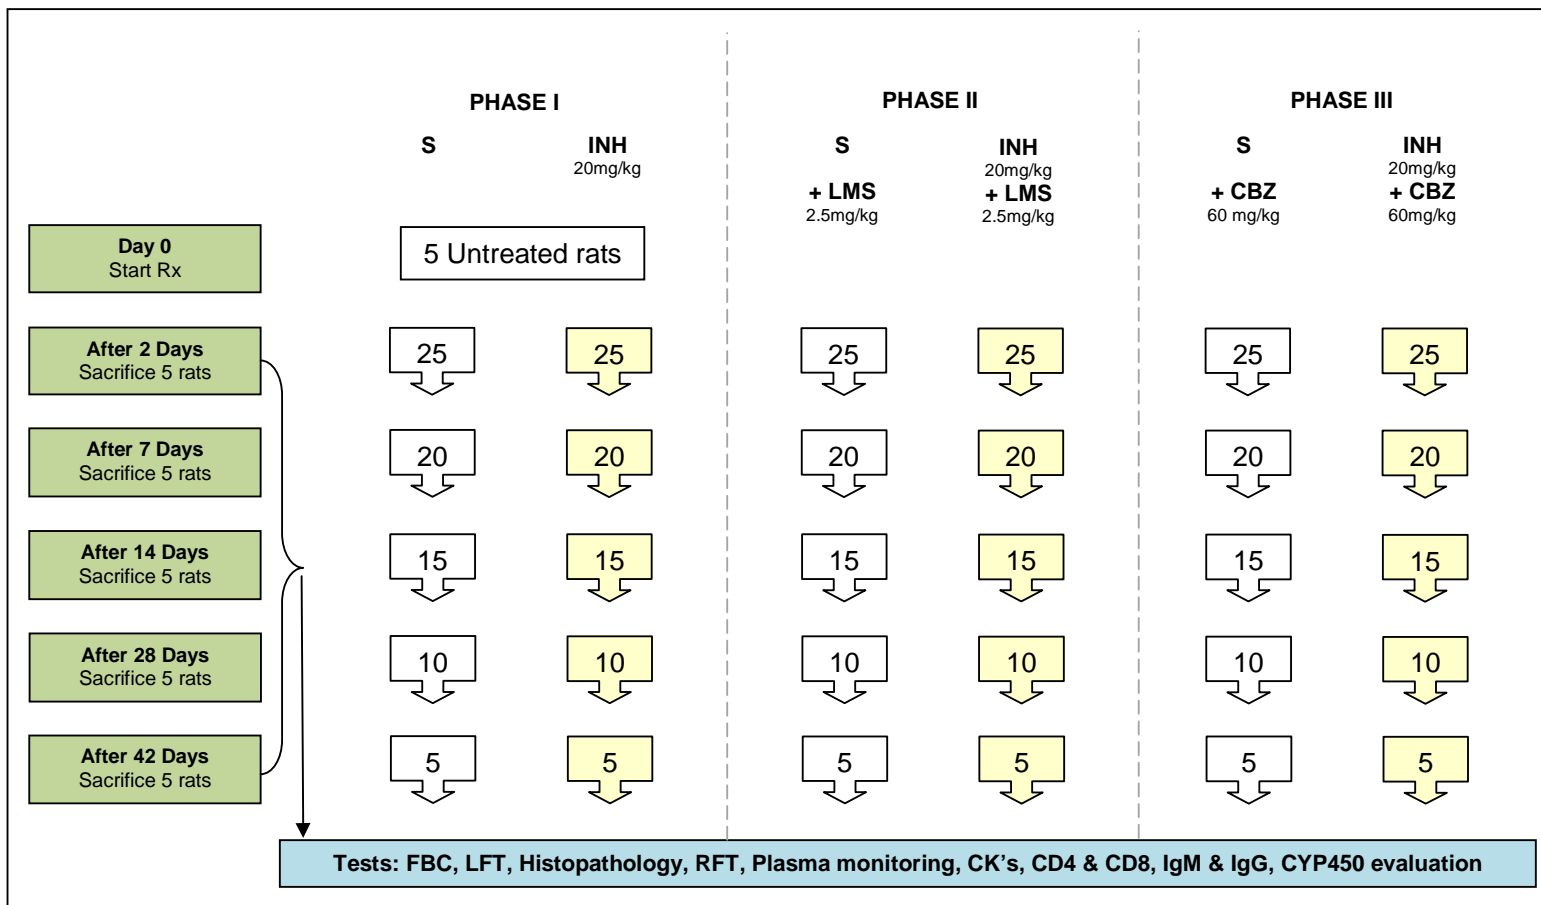 PHASE I
PHASE II
PHASE III
S
INH
20mg/kg
S
+ LMS
2.5mg/kg
INH
20mg/kg
+ LMS
2.5mg/kg
S
+ CBZ
60 mg/kg
INH
20mg/kg
+ CBZ
60mg/kg
Day 0
Start Rx
5 Untreated rats
After 2 Days
Sacrifice 5 rats
25
25
25
25
25
25
After 7 Days
Sacrifice 5 rats
20
20
20
20
20
20
After 14 Days
Sacrifice 5 rats
15
15
15
15
15
15
After 28 Days
Sacrifice 5 rats
10
10
10
10
10
10
After 42 Days
Sacrifice 5 rats
5
5
5
5
5
5
Tests: FBC, LFT, Histopathology, RFT, Plasma monitoring, CK’s, CD4 & CD8, IgM & IgG, CYP450 evaluation